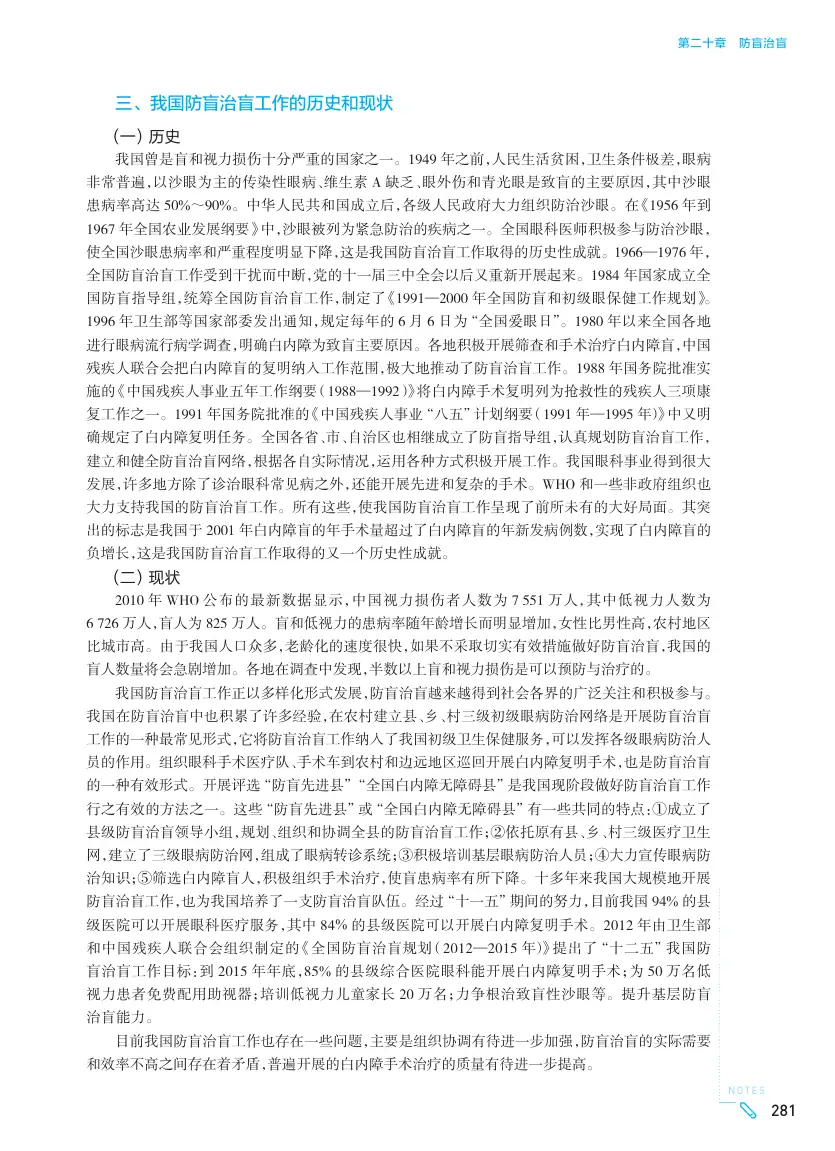 第二十章 防盲治盲
三、我国防盲治盲工作的历史和现状
（一）历史
我国曾是盲和视力损伤十分严重的国家之一。1949 年之前，人民生活贫困，卫生条件极差，眼病
非常普遍，以沙眼为主的传染性眼病、维生素 A 缺乏、眼外伤和青光眼是致盲的主要原因，其中沙眼
患病率高达 50%～90%。中华人民共和国成立后，各级人民政府大力组织防治沙眼。在《1956 年到
1967 年全国农业发展纲要》中，沙眼被列为紧急防治的疾病之一。全国眼科医师积极参与防治沙眼，
使全国沙眼患病率和严重程度明显下降，这是我国防盲治盲工作取得的历史性成就。1966—1976 年，
全国防盲治盲工作受到干扰而中断，党的十一届三中全会以后又重新开展起来。1984 年国家成立全
国防盲指导组，统筹全国防盲治盲工作，制定了《1991—2000 年全国防盲和初级眼保健工作规划》。
1996 年卫生部等国家部委发出通知，规定每年的 6 月 6 日为“全国爱眼日”。1980 年以来全国各地
进行眼病流行病学调查，明确白内障为致盲主要原因。各地积极开展筛查和手术治疗白内障盲，中国
残疾人联合会把白内障盲的复明纳入工作范围，极大地推动了防盲治盲工作。1988 年国务院批准实
施的《中国残疾人事业五年工作纲要（1988—1992）》将白内障手术复明列为抢救性的残疾人三项康
复工作之一。1991 年国务院批准的《中国残疾人事业“八五”计划纲要（1991 年—1995 年）》中又明
确规定了白内障复明任务。全国各省、市、自治区也相继成立了防盲指导组，认真规划防盲治盲工作，
建立和健全防盲治盲网络，根据各自实际情况，运用各种方式积极开展工作。我国眼科事业得到很大
发展，许多地方除了诊治眼科常见病之外，还能开展先进和复杂的手术。WHO 和一些非政府组织也
大力支持我国的防盲治盲工作。所有这些，使我国防盲治盲工作呈现了前所未有的大好局面。其突
出的标志是我国于 2001 年白内障盲的年手术量超过了白内障盲的年新发病例数，实现了白内障盲的
负增长，这是我国防盲治盲工作取得的又一个历史性成就。
（二）现状
2010 年 WHO 公布的最新数据显示，中国视力损伤者人数为 7 551 万人，其中低视力人数为
6 726 万人，盲人为 825 万人。盲和低视力的患病率随年龄增长而明显增加，女性比男性高，农村地区
比城市高。由于我国人口众多，老龄化的速度很快，如果不采取切实有效措施做好防盲治盲，我国的
盲人数量将会急剧增加。各地在调查中发现，半数以上盲和视力损伤是可以预防与治疗的。
我国防盲治盲工作正以多样化形式发展，防盲治盲越来越得到社会各界的广泛关注和积极参与。
我国在防盲治盲中也积累了许多经验，在农村建立县、乡、村三级初级眼病防治网络是开展防盲治盲
工作的一种最常见形式，它将防盲治盲工作纳入了我国初级卫生保健服务，可以发挥各级眼病防治人
员的作用。组织眼科手术医疗队、手术车到农村和边远地区巡回开展白内障复明手术，也是防盲治盲
的一种有效形式。开展评选“防盲先进县”“全国白内障无障碍县”是我国现阶段做好防盲治盲工作
行之有效的方法之一。这些“防盲先进县”或“全国白内障无障碍县”有一些共同的特点：①成立了
县级防盲治盲领导小组，规划、组织和协调全县的防盲治盲工作；②依托原有县、乡、村三级医疗卫生
网，建立了三级眼病防治网，组成了眼病转诊系统；③积极培训基层眼病防治人员；④大力宣传眼病防
治知识；⑤筛选白内障盲人，积极组织手术治疗，使盲患病率有所下降。十多年来我国大规模地开展
防盲治盲工作，也为我国培养了一支防盲治盲队伍。经过“十一五”期间的努力，目前我国 94% 的县
级医院可以开展眼科医疗服务，其中 84% 的县级医院可以开展白内障复明手术。2012 年由卫生部
和中国残疾人联合会组织制定的《全国防盲治盲规划（2012—2015 年）》提出了“十二五”我国防
盲治盲工作目标：到 2015 年年底，85% 的县级综合医院眼科能开展白内障复明手术；为 50 万名低
视力患者免费配用助视器；培训低视力儿童家长 20 万名；力争根治致盲性沙眼等。提升基层防盲
治盲能力。
目前我国防盲治盲工作也存在一些问题，主要是组织协调有待进一步加强，防盲治盲的实际需要
和效率不高之间存在着矛盾，普遍开展的白内障手术治疗的质量有待进一步提高。
NOTES
281